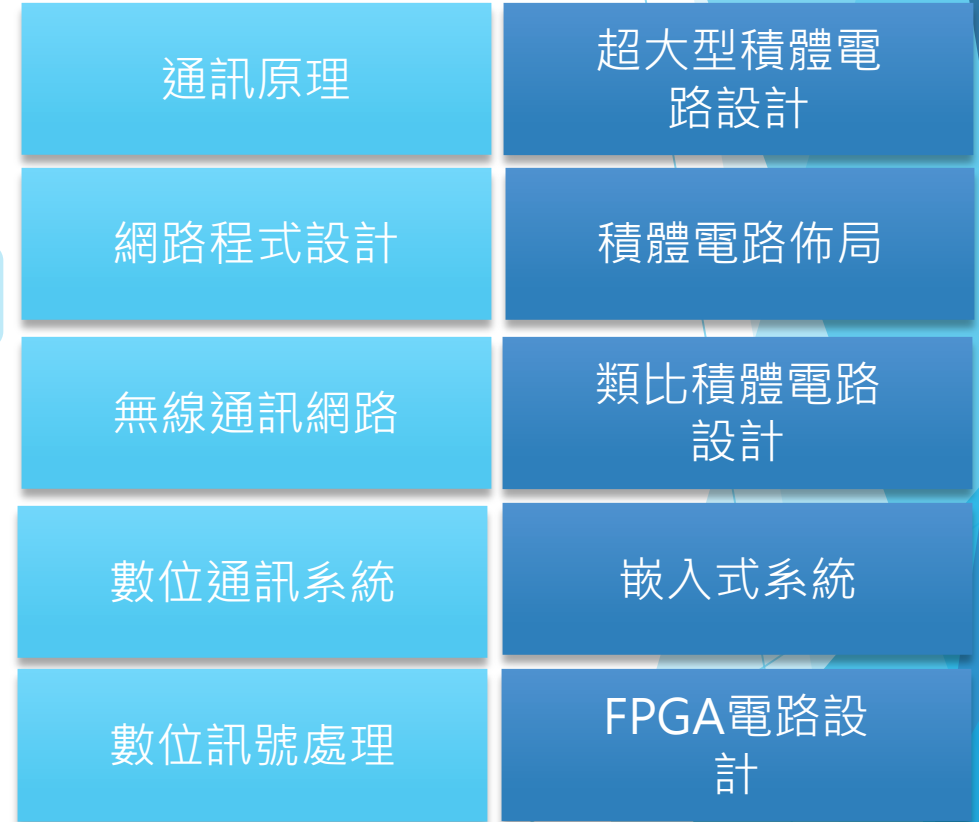 通訊原理
超大型積體電
路設計
網路程式設計
積體電路佈局
無線通訊網路
類比積體電路
設計
數位通訊系統
嵌入式系統
數位訊號處理
FPGA電路設
計